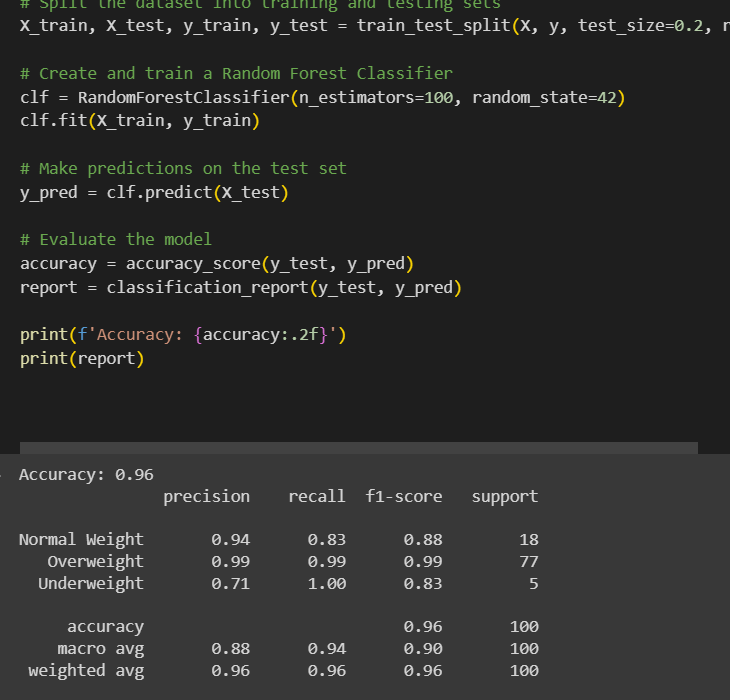 # Split the dataset into training and testing sets
X_train, X_test, y_train, y_test = train_test_split(X, y, test_size=0.2,
# Create and train a Random Forest Classifier
clf = RandomForestClassifier(n_estimators=100, random_state=42)
clf.fit(X_train, y_train)
# Make predictions on the test set
y_pred = clf.predict(X_test)
# Evaluate the model
accuracy = accuracy_score(y_test, y_pred)
report = classification_report(y_test, y_pred)
print(f'Accuracy: {accuracy:.2f}')
print(report)
Accuracy: 0.96
precision recall f1-score support
Normal Weight 0.94 0.83 0.88 18
Overweight 0.99 0.99 0.99 77
Underweight 0.71 1.00 0.83 5
accuracy 0.96 100
macro avg 0.88 0.94 0.90 100
weighted avg 0.96 0.96 0.96 100